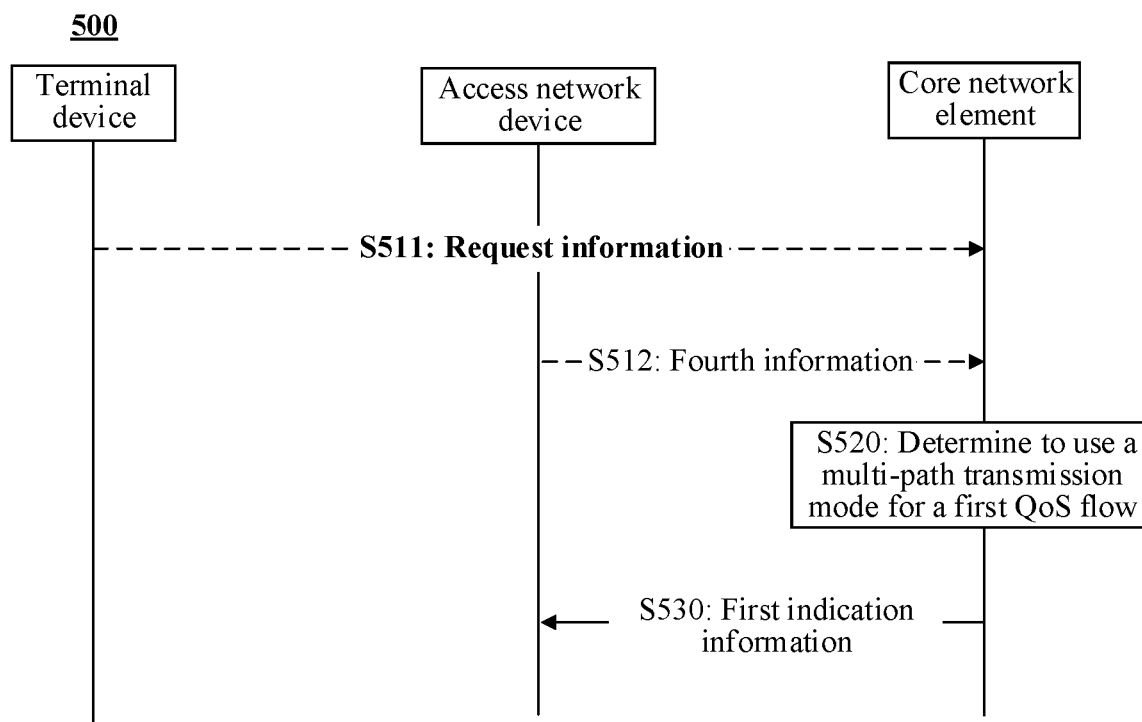 500
Terminal
device
Access network
device
Core network
element
S511: Request information
S512: Fourth information
S520: Determine to use a
multi-path transmission
mode for a first QoS flow
S530: First indication
information